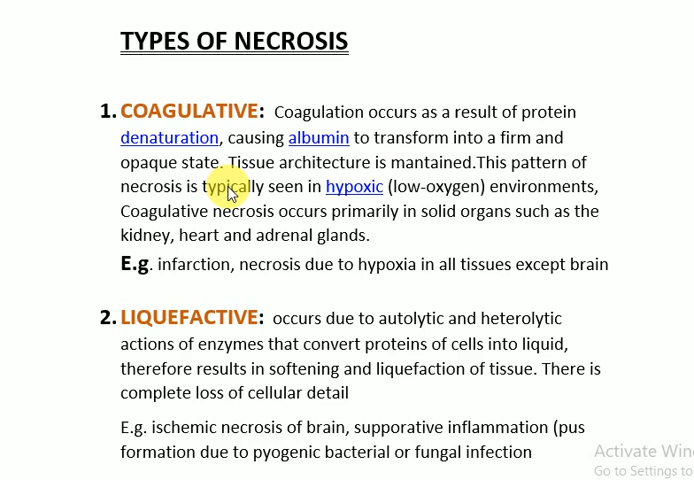 TYPES OF NECROSIS
1. COAGULATIVE: Coagulation occurs as a result of protein
denaturation, causing albumin to transform into a firm and
opaque state. Tissue architecture is mantained.This pattern of
necrosis is typically seen in hypoxic (low-oxygen) environments,
Coagulative necrosis occurs primarily in solid organs such as the
kidney, heart and adrenal glands.
E.g. infarction, necrosis due to hypoxia in all tissues except brain
2. LIQUEFACTIVE: occurs due to autolytic and heterolytic
actions of enzymes that convert proteins of cells into liquid,
therefore results in softening and liquefaction of tissue. There is
complete loss of cellular detail
E.g. ischemic necrosis of brain, supporative inflammation (pus
formation due to pyogenic bacterial or fungal infection
Activate Win
Go to Settings to